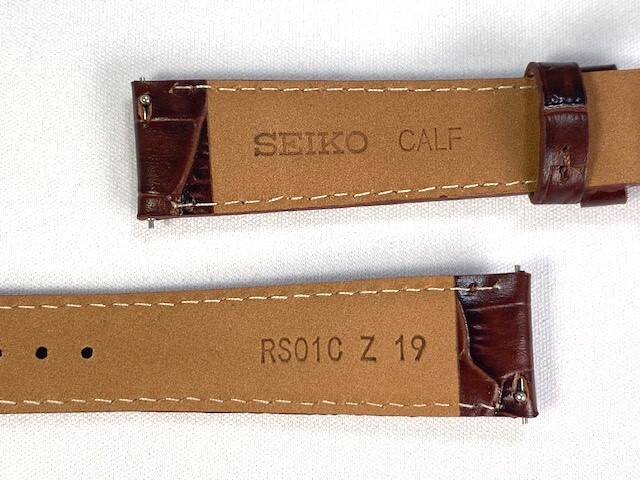 SEIKO CALF
RS01C Z 19